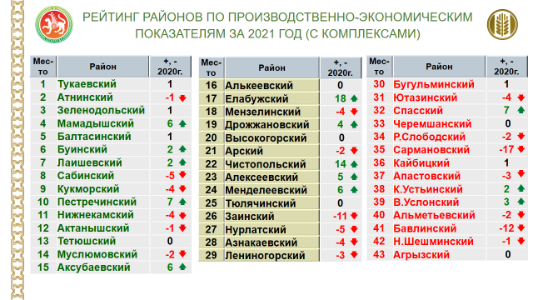 РЕЙТИНГ РАЙОНОВ ПО ПРОИЗВОДСТВЕННО-ЭКОНОМИЧЕСКИМ
ПОКАЗАТЕЛЯМ ЗА 2021 ГОД (С КОМПЛЕКСАМИ)
Мес-то Район +, - 2020г.
1 Тукаевский 1
2 Атнинский -1
3 Зеленодольский 1
4 Мамадышский 6
5 Балтасинский 1
6 Буинский 2
7 Лаишевский 2
8 Сабинский -5
9 Кукморский -4
10 Пестречинский 7
11 Нижнекамский -4
12 Актанышский -1
13 Тетюшский 0
14 Муслюмовский -2
15 Аксубаевский 6
Мес-то Район +, - 2020г.
16 Алькеевский 0
17 Елабужский 18
18 Мензелинский -4
19 Дрожжановский 4
20 Высокогорский 0
21 Арский -2
22 Чистопольский 14
23 Алексеевский 5
24 Менделеевский 6
25 Тюлячинский 0
26 Заинский -11
27 Нурлатский -5
28 Азнакаевский -4
29 Лениногорский -3
Мес-то Район +, - 2020г.
30 Бугульминский 1
31 Ютазинский -4
32 Спасский 7
33 Черемшанский 0
34 Р.Слободский -2
35 Сармановский -17
36 Кайбицкий 1
37 Апастовский -3
38 К.Устьинский 2
39 В.Услонский 3
40 Альметьевский -2
41 Бавлинский -12
42 Н.Шешминский -1
43 Агрызский 0